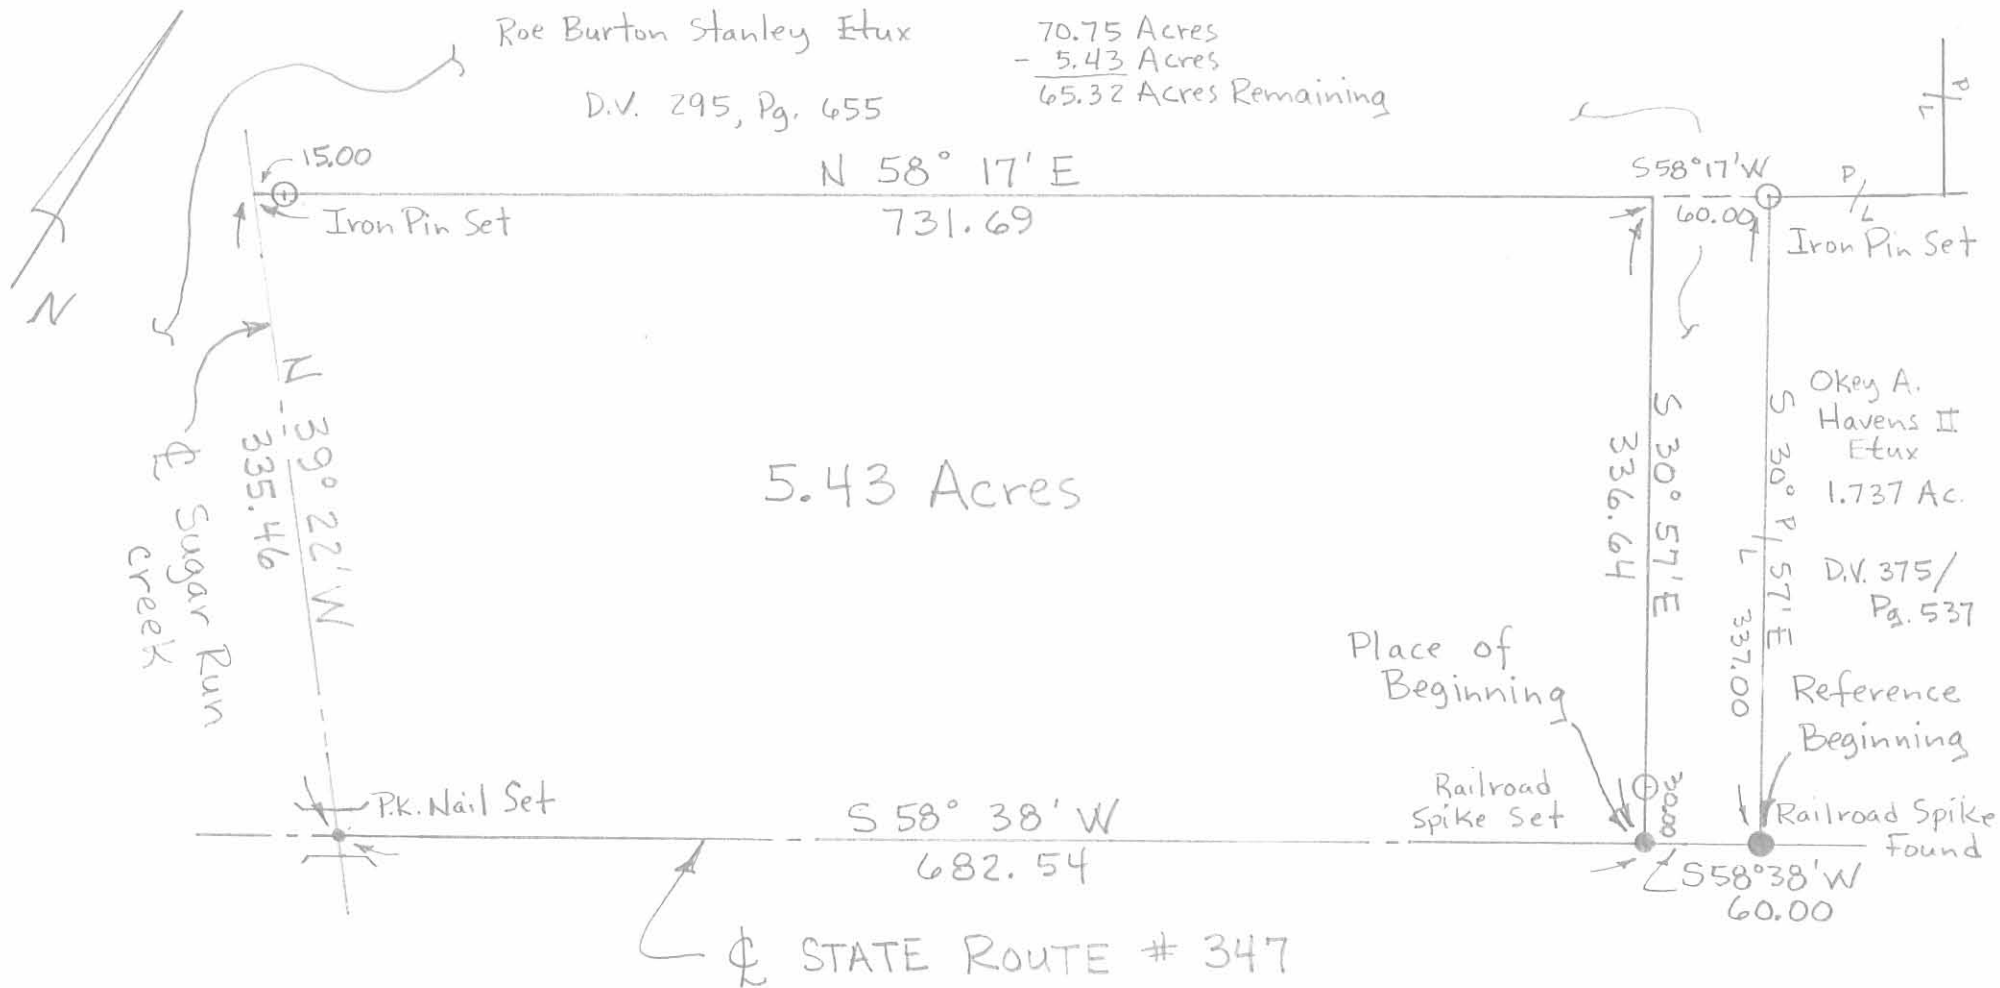 Roe Burton Stanley Etux
D.V. 295, Pg. 655
70.75 Acres
- 5.43 Acres
65.32 Acres Remaining
P/L
15.00
N 58° 17' E
731.69
S58°17'W
60.00
P/L
Iron Pin Set
Iron Pin Set
N
N 39° 22' W
335.46
℄ Sugar Run
Creek
5.43 Acres
S 30° 57' E
336.64
S 30° 57' E
P/L
337.00
Okey A.
Havens II
Etux
1.737 Ac.
D.V. 375/
Pg. 537
Place of
Beginning
Reference
Beginning
Railroad
Spike Set
30.00
Railroad Spike
Found
P.K. Nail Set
S 58° 38' W
682.54
S58°38'W
60.00
℄ STATE ROUTE # 347